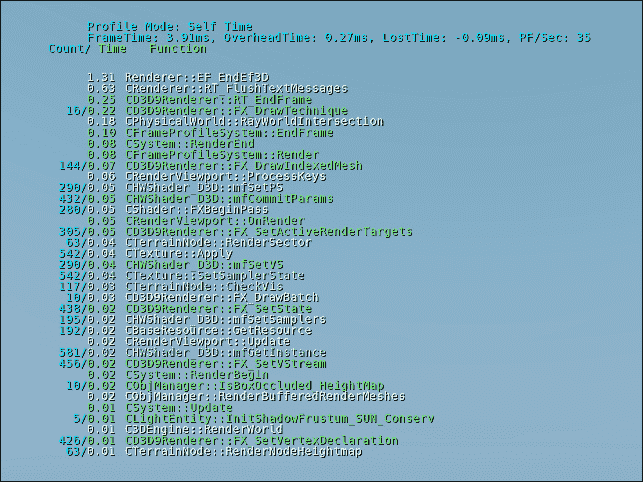 Profile Mode: Self Time
FrameTime: 3.91ms, OverheadTime: 0.27ms, LostTime: -0.09ms, PF/Sec: 35
Count/ Time Function
1.31 Renderer::EF_EndEf3D
0.63 CRenderer::RT_FlushTextMessages
0.25 CD3D9Renderer::RT_EndFrame
16/0.22 CD3D9Renderer::FX_DrawTechnique
0.18 CPhysicalWorld::RayWorldIntersection
0.10 CFrameProfileSystem::EndFrame
0.08 CSystem::RenderEnd
0.08 CFrameProfileSystem::Render
144/0.07 CD3D9Renderer::FX_DrawIndexedMesh
0.06 CRenderViewport::ProcessKeys
290/0.05 CHWShader_D3D::mfSetPS
432/0.05 CHWShader_D3D::mfCommitParams
280/0.05 CShader::FXBeginPass
0.05 CRenderViewport::OnRender
305/0.05 CD3D9Renderer::FX_SetActiveRenderTargets
63/0.04 CTerrainNode::RenderSector
542/0.04 CTexture::Apply
290/0.04 CHWShader_D3D::mfSetVS
542/0.04 CTexture::SetSamplerState
117/0.03 CTerrainNode::CheckVis
10/0.03 CD3D9Renderer::FX_DrawBatch
438/0.02 CD3D9Renderer::FX_SetState
195/0.02 CHWShader_D3D::mfSetSamplers
192/0.02 CBaseResource::GetResource
0.02 CRenderViewport::Update
581/0.02 CHWShader_D3D::mfGetInstance
456/0.02 CD3D9Renderer::FX_SetVStream
0.02 CSystem::RenderBegin
10/0.02 CObjManager::IsBoxOccluded_HeightMap
0.02 CObjManager::RenderBufferedRenderMeshes
0.01 CSystem::Update
5/0.01 CLightEntity::InitShadowFrustum_SUN_Conserv
0.01 C3DEngine::RenderWorld
426/0.01 CD3D9Renderer::FX_SetVertexDeclaration
63/0.01 CTerrainNode::RenderNodeHeightmap